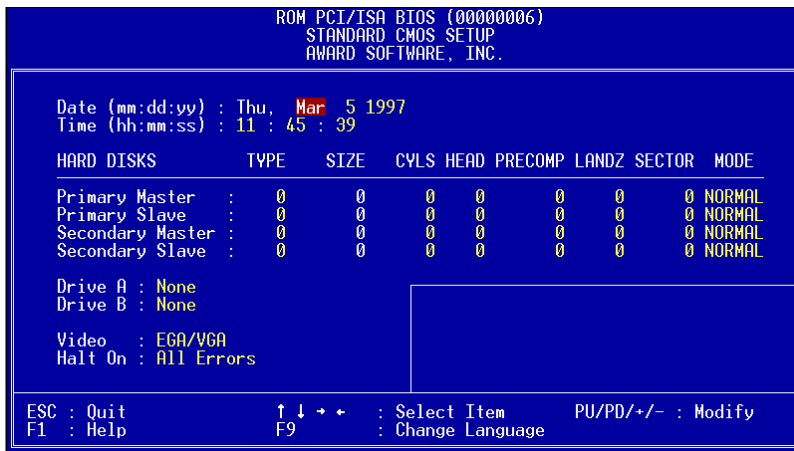 ROM PCI/ISA BIOS (00000006)
STANDARD CMOS SETUP
AWARD SOFTWARE, INC.
Date (mm:dd:yy) : Thu, Mar 5 1997
Time (hh:mm:ss) : 11 : 45 : 39
HARD DISKS TYPE SIZE CYLS HEAD PRECOMP LANDZ SECTOR MODE
Primary Master : 0 0 0 0 0 0 0 NORMAL
Primary Slave : 0 0 0 0 0 0 0 NORMAL
Secondary Master : 0 0 0 0 0 0 0 NORMAL
Secondary Slave : 0 0 0 0 0 0 0 NORMAL
Drive A : None
Drive B : None
Video : EGA/VGA
Halt On : All Errors
ESC : Quit ↑ ↓ → ← : Select Item PU/PD/+/- : Modify
F1 : Help F9 : Change Language